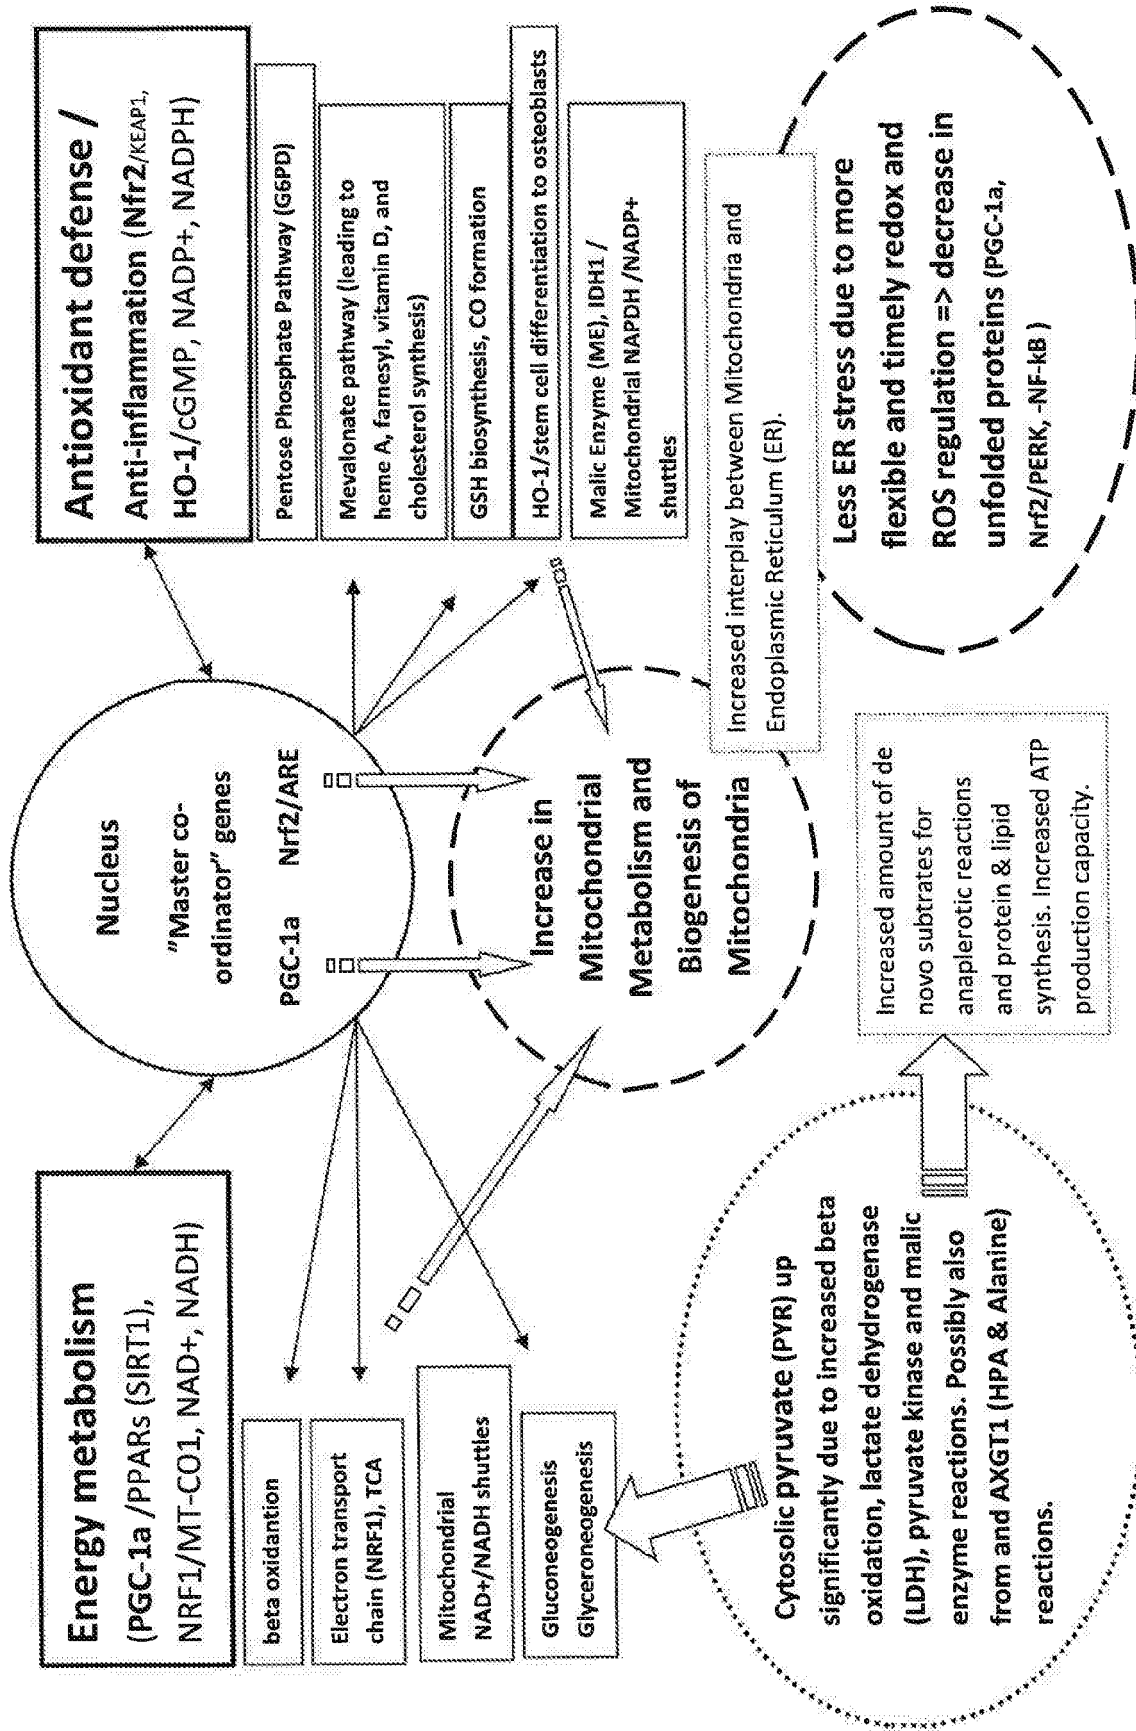 Energy metabolism
(PGC-1a /PPARs (SIRT1),
NRF1/MT-CO1, NAD+, NADH)
beta oxidantion
Electron transport
chain (NRF1), TCA
Mitochondrial
NAD+/NADH shuttles
Gluconeogenesis
Glyceroneogenesis
Nucleus
"Master co-
ordinator" genes
PGC-1a Nrf2/ARE
Increase in
Mitochondrial
Metabolism and
Biogenesis of
Mitochondria
Antioxidant defense /
Anti-inflammation (Nfr2/KEAP1,
HO-1/cGMP, NADP+, NADPH)
Pentose Phosphate Pathway (G6PD)
Mevalonate pathway (leading to
heme A, farnesyl, vitamin D, and
cholesterol synthesis)
GSH biosynthesis, CO formation
HO-1/stem cell differentiation to osteoblasts
Malic Enzyme (ME), IDH1 /
Mitochondrial NAPDH /NADP+
shuttles
Increased interplay between Mitochondria and
Endoplasmic Reticulum (ER).
Cytosolic pyruvate (PYR) up
significantly due to increased beta
oxidation, lactate dehydrogenase
(LDH), pyruvate kinase and malic
enzyme reactions. Possibly also
from and AXGT1 (HPA & Alanine)
reactions.
Increased amount of de
novo subtrates for
anaplerotic reactions
and protein & lipid
synthesis. Increased ATP
production capacity.
Less ER stress due to more
flexible and timely redox and
ROS regulation => decrease in
unfolded proteins (PGC-1a,
Nrf2/PERK, -NF-kB )